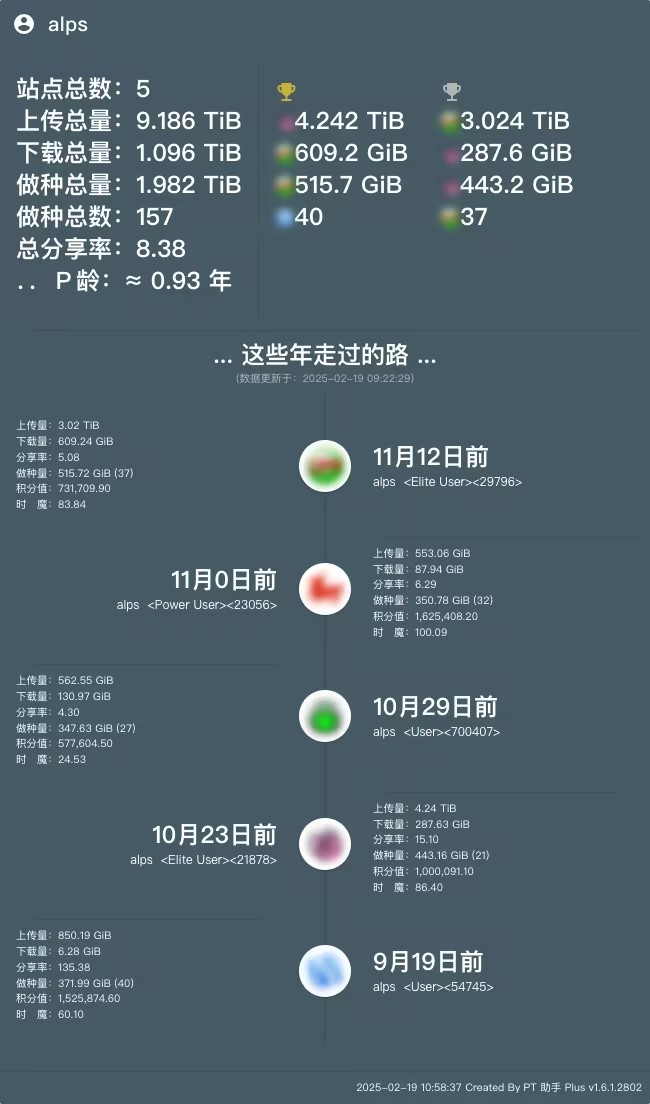 alps
站点总数：5
上传总量：9.186 TiB 4.242 TiB 3.024 TiB
下载总量：1.096 TiB 609.2 GiB 287.6 GiB
做种总量：1.982 TiB 515.7 GiB 443.2 GiB
做种总数：157 40 37
总分享率：8.38
.. P龄：≈ 0.93 年
... 这些年走过的路 ...
(数据更新于：2025-02-19 09:22:29)
上传量：3.02 TiB
下载量：609.24 GiB
分享率：5.08
做种量：515.72 GiB (37)
积分值：731,709.90
时 魔：83.84
11月12日前
alps <Elite User><29796>
11月0日前
alps <Power User><23056>
上传量：553.06 GiB
下载量：87.94 GiB
分享率：6.29
做种量：350.78 GiB (32)
积分值：1,625,408.20
时 魔：100.09
上传量：562.55 GiB
下载量：130.97 GiB
分享率：4.30
做种量：347.63 GiB (27)
积分值：577,604.50
时 魔：24.53
10月29日前
alps <User><700407>
10月23日前
alps <Elite User><21878>
上传量：4.24 TiB
下载量：287.63 GiB
分享率：15.10
做种量：443.16 GiB (21)
积分值：1,000,091.10
时 魔：86.40
上传量：850.19 GiB
下载量：6.28 GiB
分享率：135.38
做种量：371.99 GiB (40)
积分值：1,525,874.60
时 魔：60.10
9月19日前
alps <User><54745>
2025-02-19 10:58:37 Created By PT 助手 Plus v1.6.1.2802